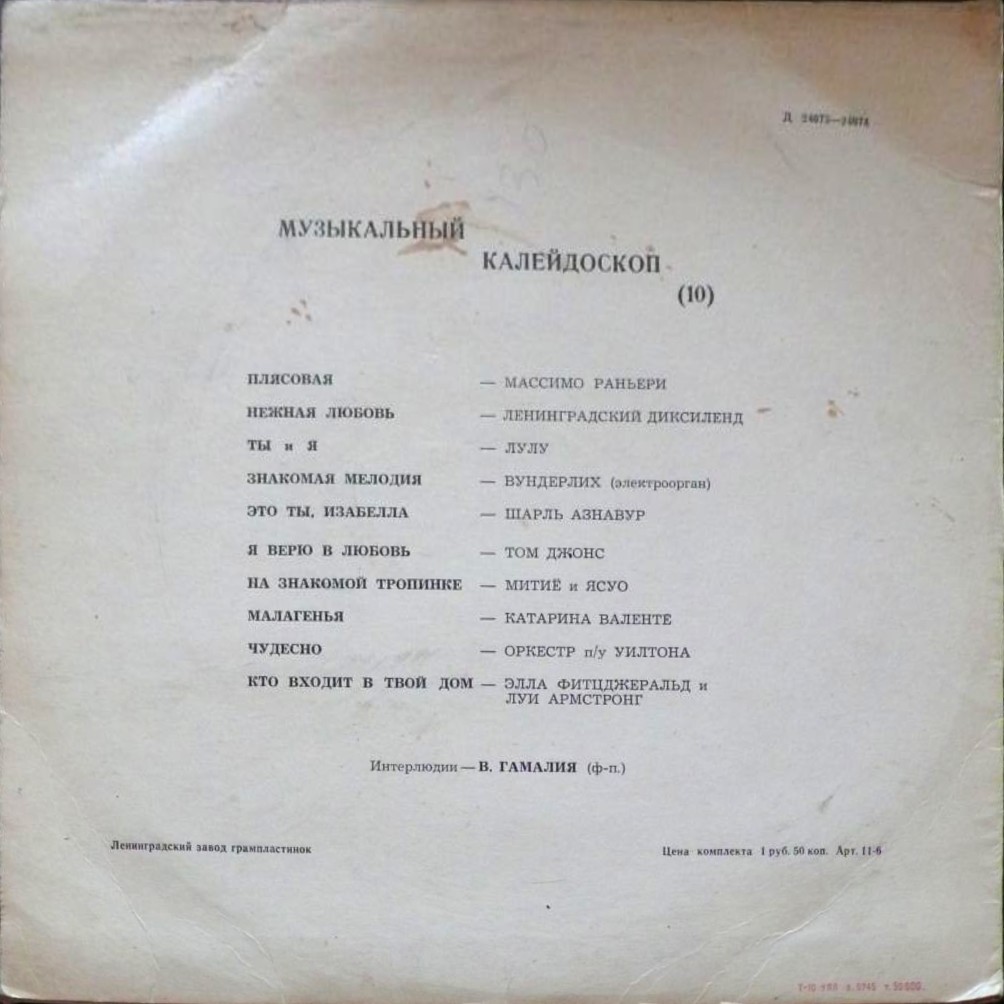 Д 24073—24074
МУЗЫКАЛЬНЫЙ
КАЛЕЙДОСКОП
(10)
ПЛЯСОВАЯ — МАССИМО РАНЬЕРИ
НЕЖНАЯ ЛЮБОВЬ — ЛЕНИНГРАДСКИЙ ДИКСИЛЕНД
ТЫ и Я — ЛУЛУ
ЗНАКОМАЯ МЕЛОДИЯ — ВУНДЕРЛИХ (электроорган)
ЭТО ТЫ, ИЗАБЕЛЛА — ШАРЛЬ АЗНАВУР
Я ВЕРЮ В ЛЮБОВЬ — ТОМ ДЖОНС
НА ЗНАКОМОЙ ТРОПИНКЕ — МИТИЁ и ЯСУО
МАЛАГЕНЬЯ — КАТАРИНА ВАЛЕНТЕ
ЧУДЕСНО — ОРКЕСТР п/у УИЛТОНА
КТО ВХОДИТ В ТВОЙ ДОМ — ЭЛЛА ФИТЦДЖЕРАЛЬД и
ЛУИ АРМСТРОНГ
Интерлюдии — В. ГАМАЛИЯ (ф-п.)
Ленинградский завод грампластинок
Цена комплекта 1 руб. 50 коп. Арт. 11-6